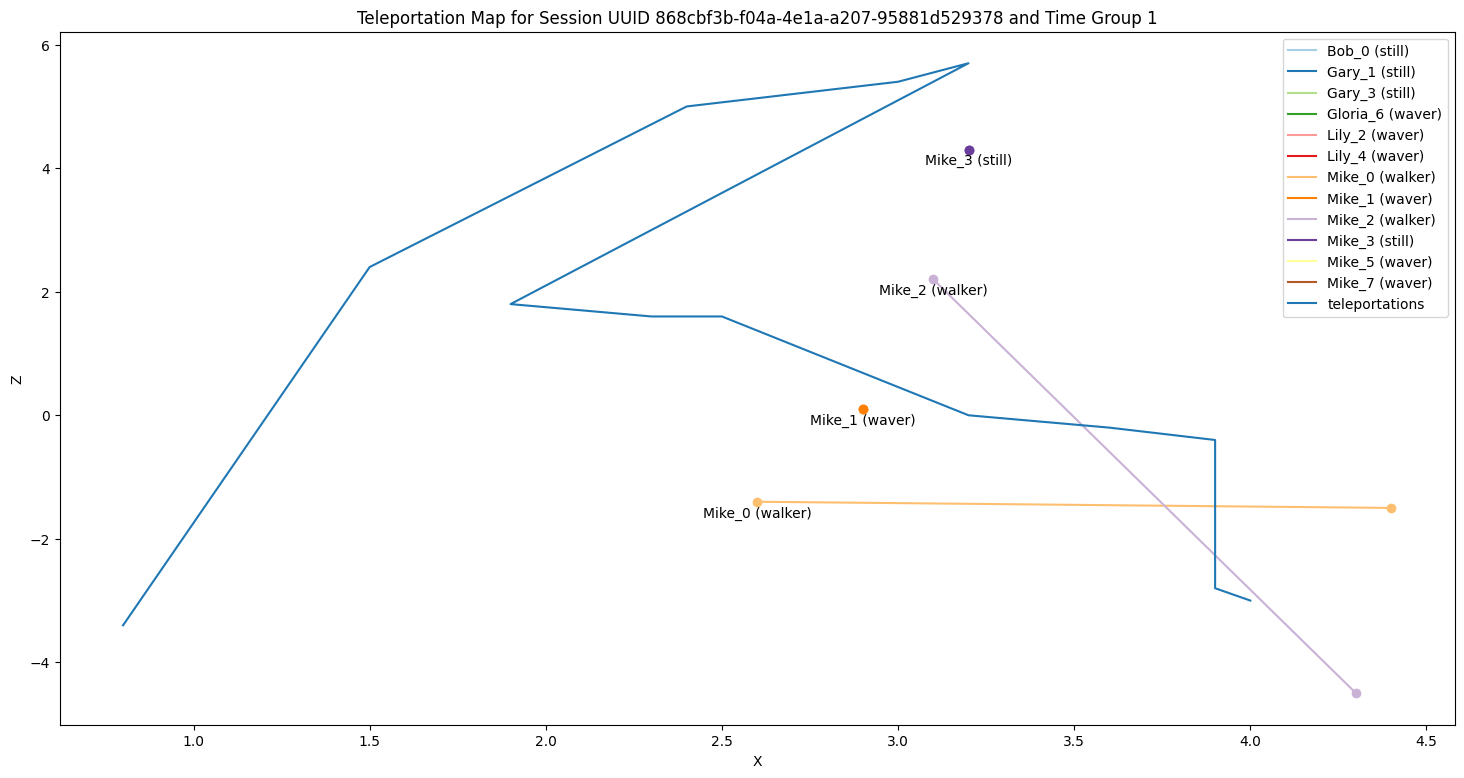 Teleportation Map for Session UUID 868cbf3b-f04a-4e1a-a207-95881d529378 and Time Group 1
6
4
2
0
−2
−4
Z
Mike_3 (still)
Mike_2 (walker)
Mike_1 (waver)
Mike_0 (walker)
Bob_0 (still)
Gary_1 (still)
Gary_3 (still)
Gloria_6 (waver)
Lily_2 (waver)
Lily_4 (waver)
Mike_0 (walker)
Mike_1 (waver)
Mike_2 (walker)
Mike_3 (still)
Mike_5 (waver)
Mike_7 (waver)
teleportations
1.0 1.5 2.0 2.5 3.0 3.5 4.0 4.5
X